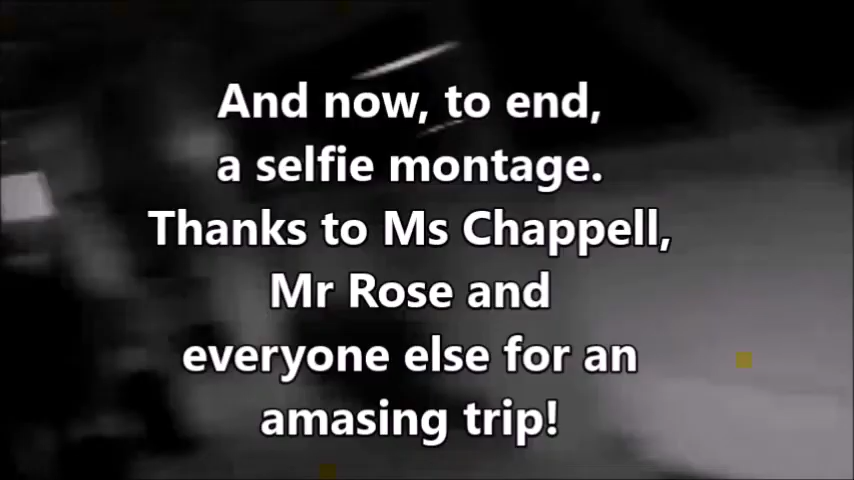 And now, to end,
a selfie montage.
Thanks to Ms Chappell,
Mr Rose and
everyone else for an
amasing trip!